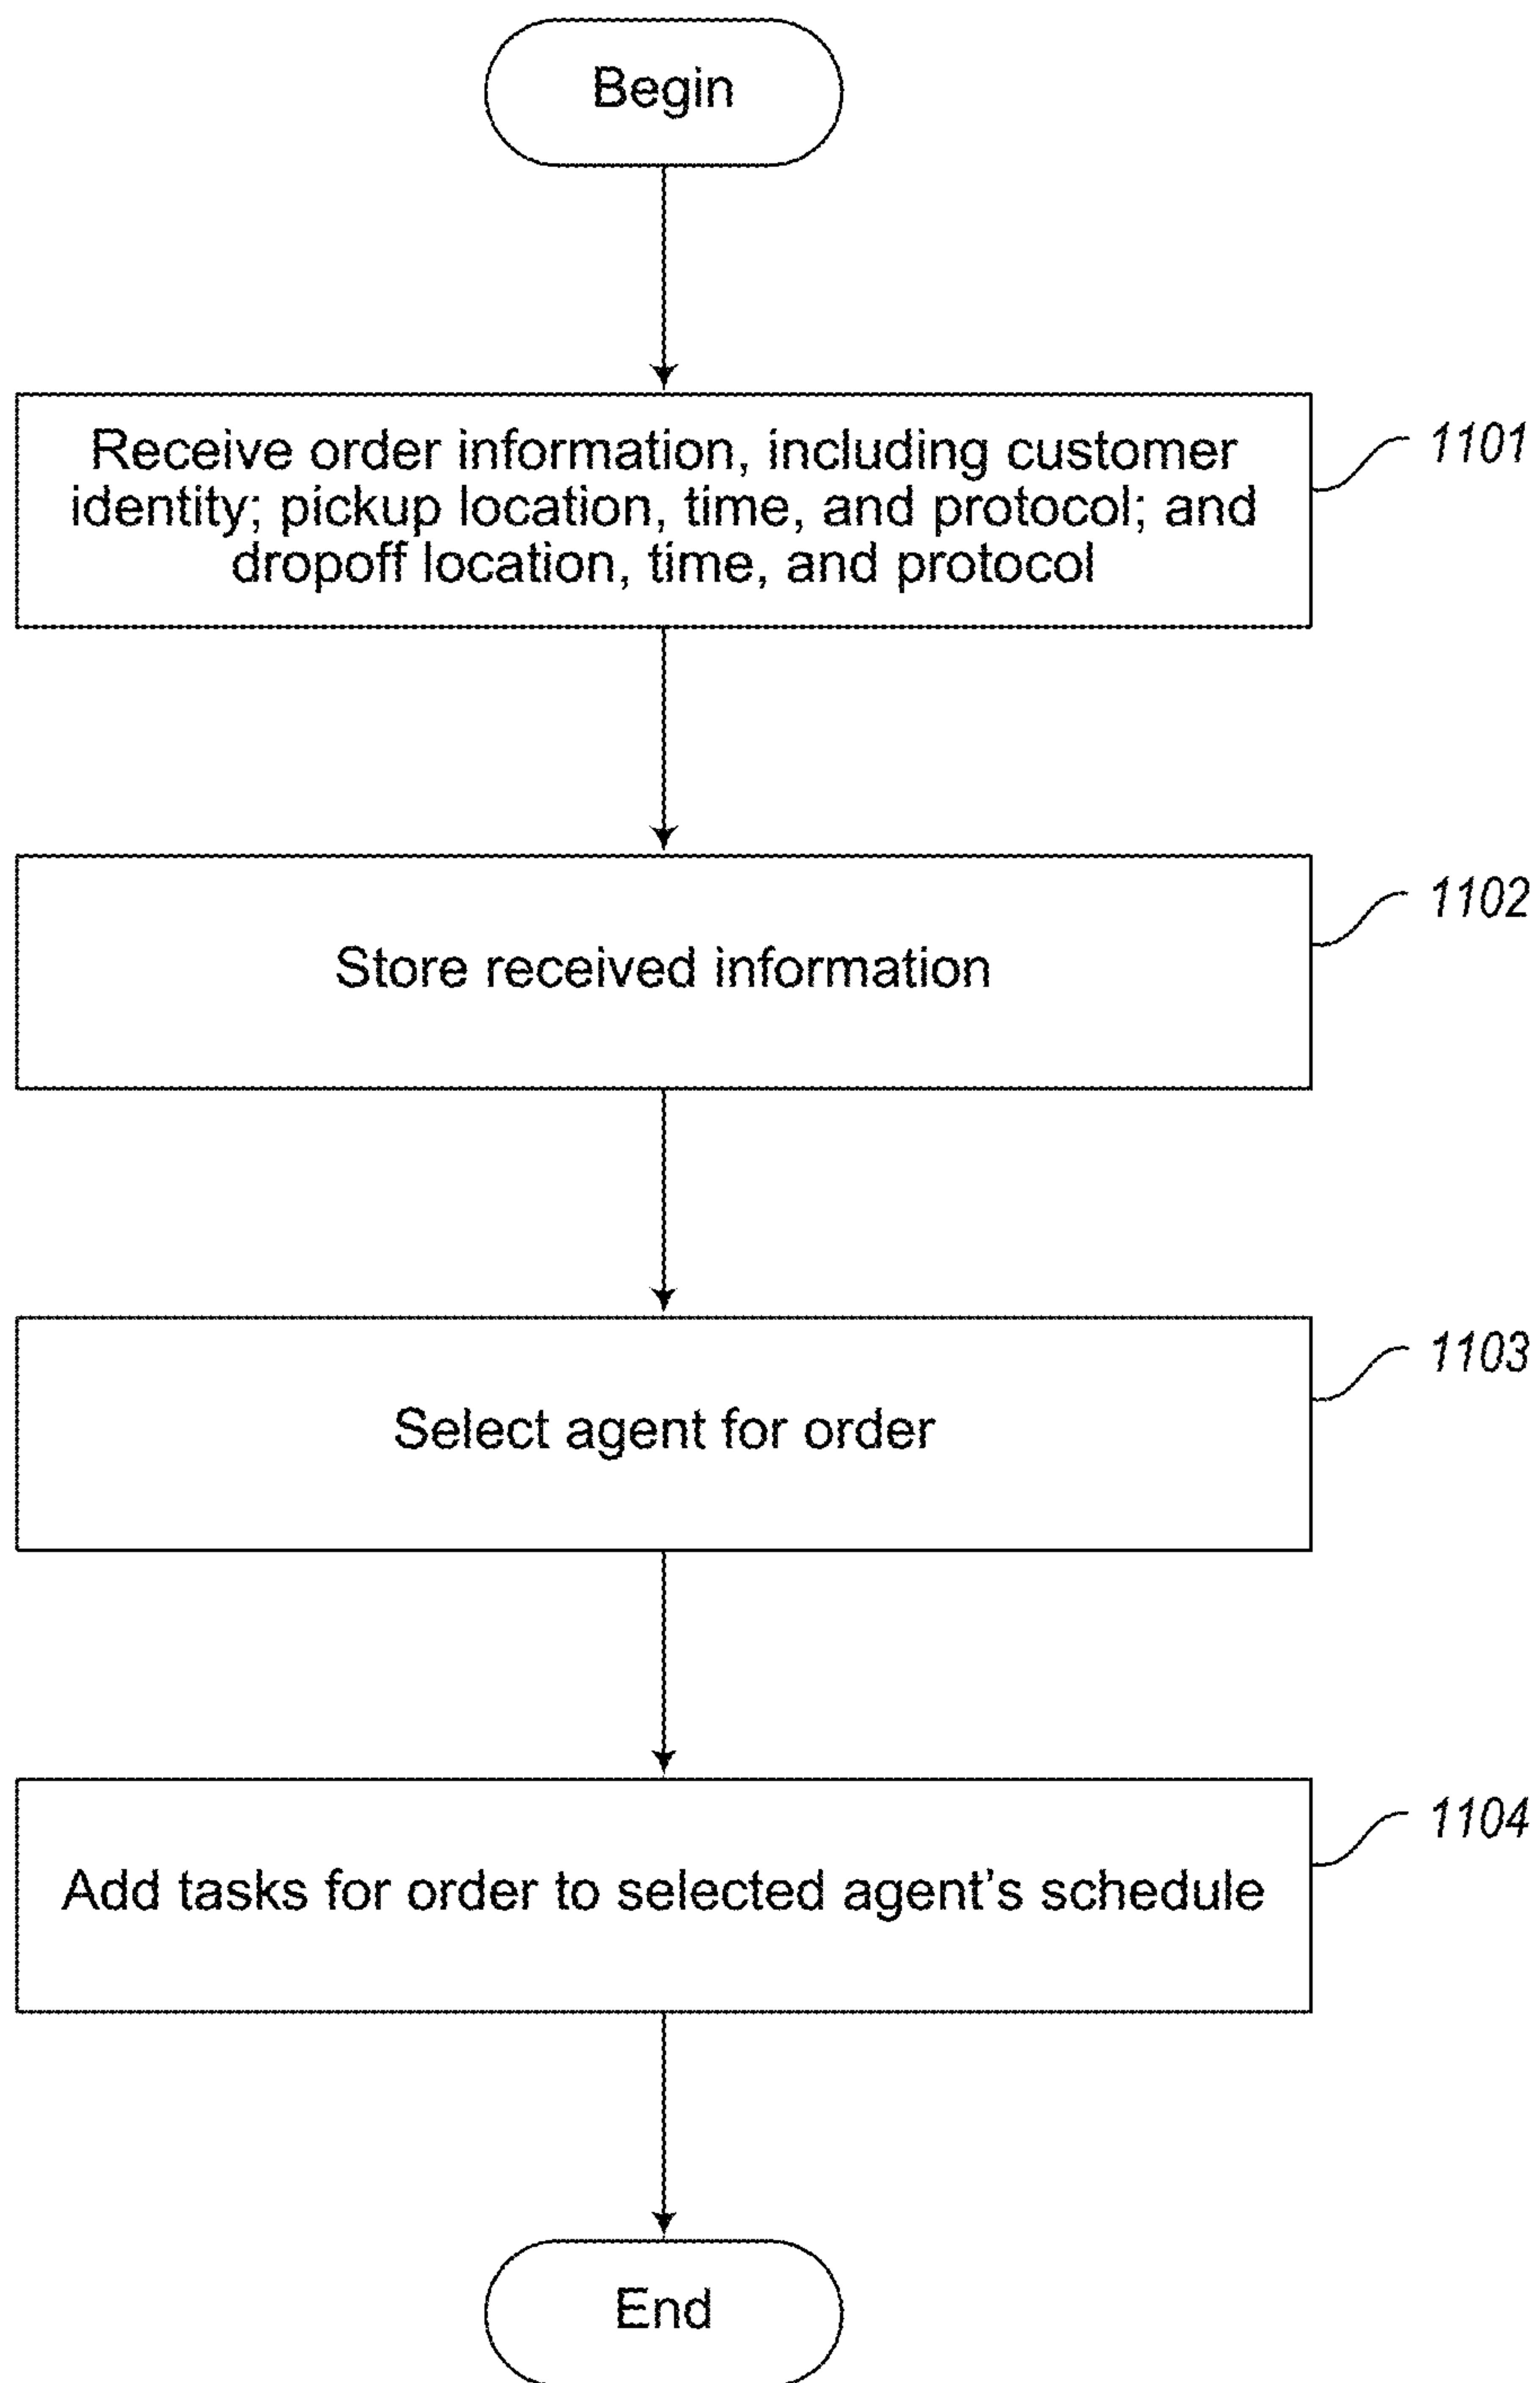 Begin
Receive order information, including customer
identity; pickup location, time, and protocol; and
dropoff location, time, and protocol
1101
Store received information
1102
Select agent for order
1103
Add tasks for order to selected agent’s schedule
1104
End